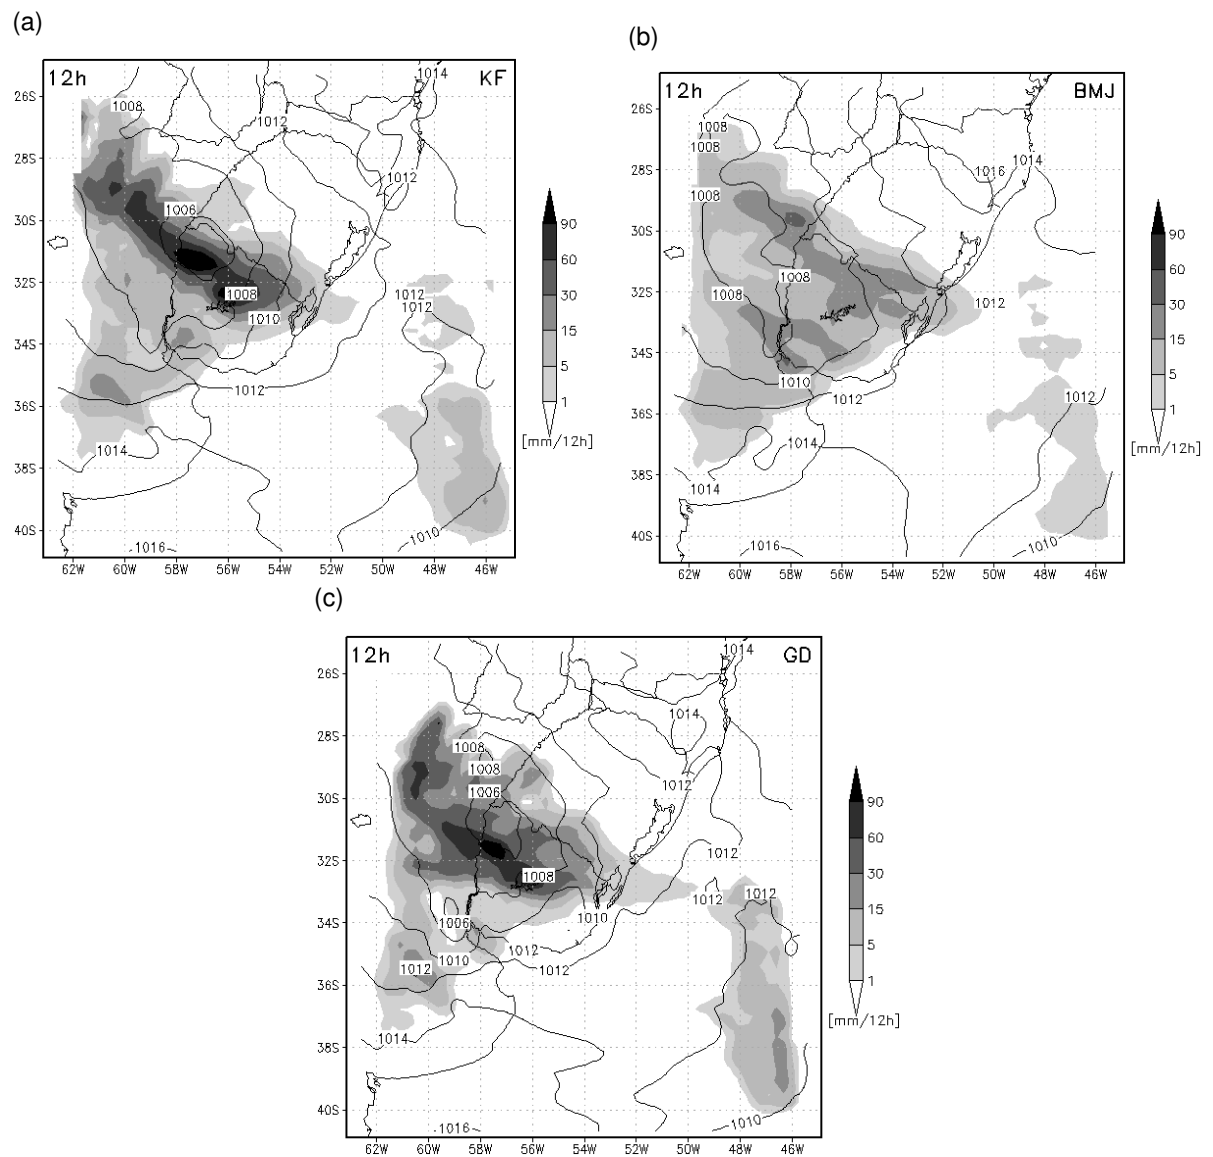 (a)
12h
KF
1014
1008
1012
1012
1006
1008
1010
1012
1012
1012
1014
1016
1010
26S
28S
30S
32S
34S
36S
38S
40S
62W 60W 58W 56W 54W 52W 50W 48W 46W
90
60
30
15
5
1
[mm/12h]
(b)
12h
BMJ
1008
1008
1014
1016
1008
1008
1008
1012
1010
1012
1012
1014
1014
1016
1010
26S
28S
30S
32S
34S
36S
38S
40S
62W 60W 58W 56W 54W 52W 50W 48W 46W
90
60
30
15
5
1
[mm/12h]
(c)
12h
GD
1014
1014
1008
1008
1012
1006
1012
1008
1012
1012
1006
1010
1012
1010
1012
1012
1014
1016
1010
26S
28S
30S
32S
34S
36S
38S
40S
62W 60W 58W 56W 54W 52W 50W 48W 46W
90
60
30
15
5
1
[mm/12h]